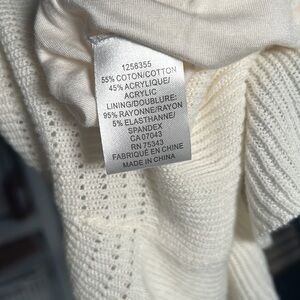 1258355
55% COTON/COTTON
45% ACRYLIQUE/
ACRYLIC
LINING/DOUBLURE:
95% RAYONNE/RAYON
5% ELASTHANNE/
SPANDEX
CA 07043
RN 75343
FABRIQUÉ EN CHINE
MADE IN CHINA